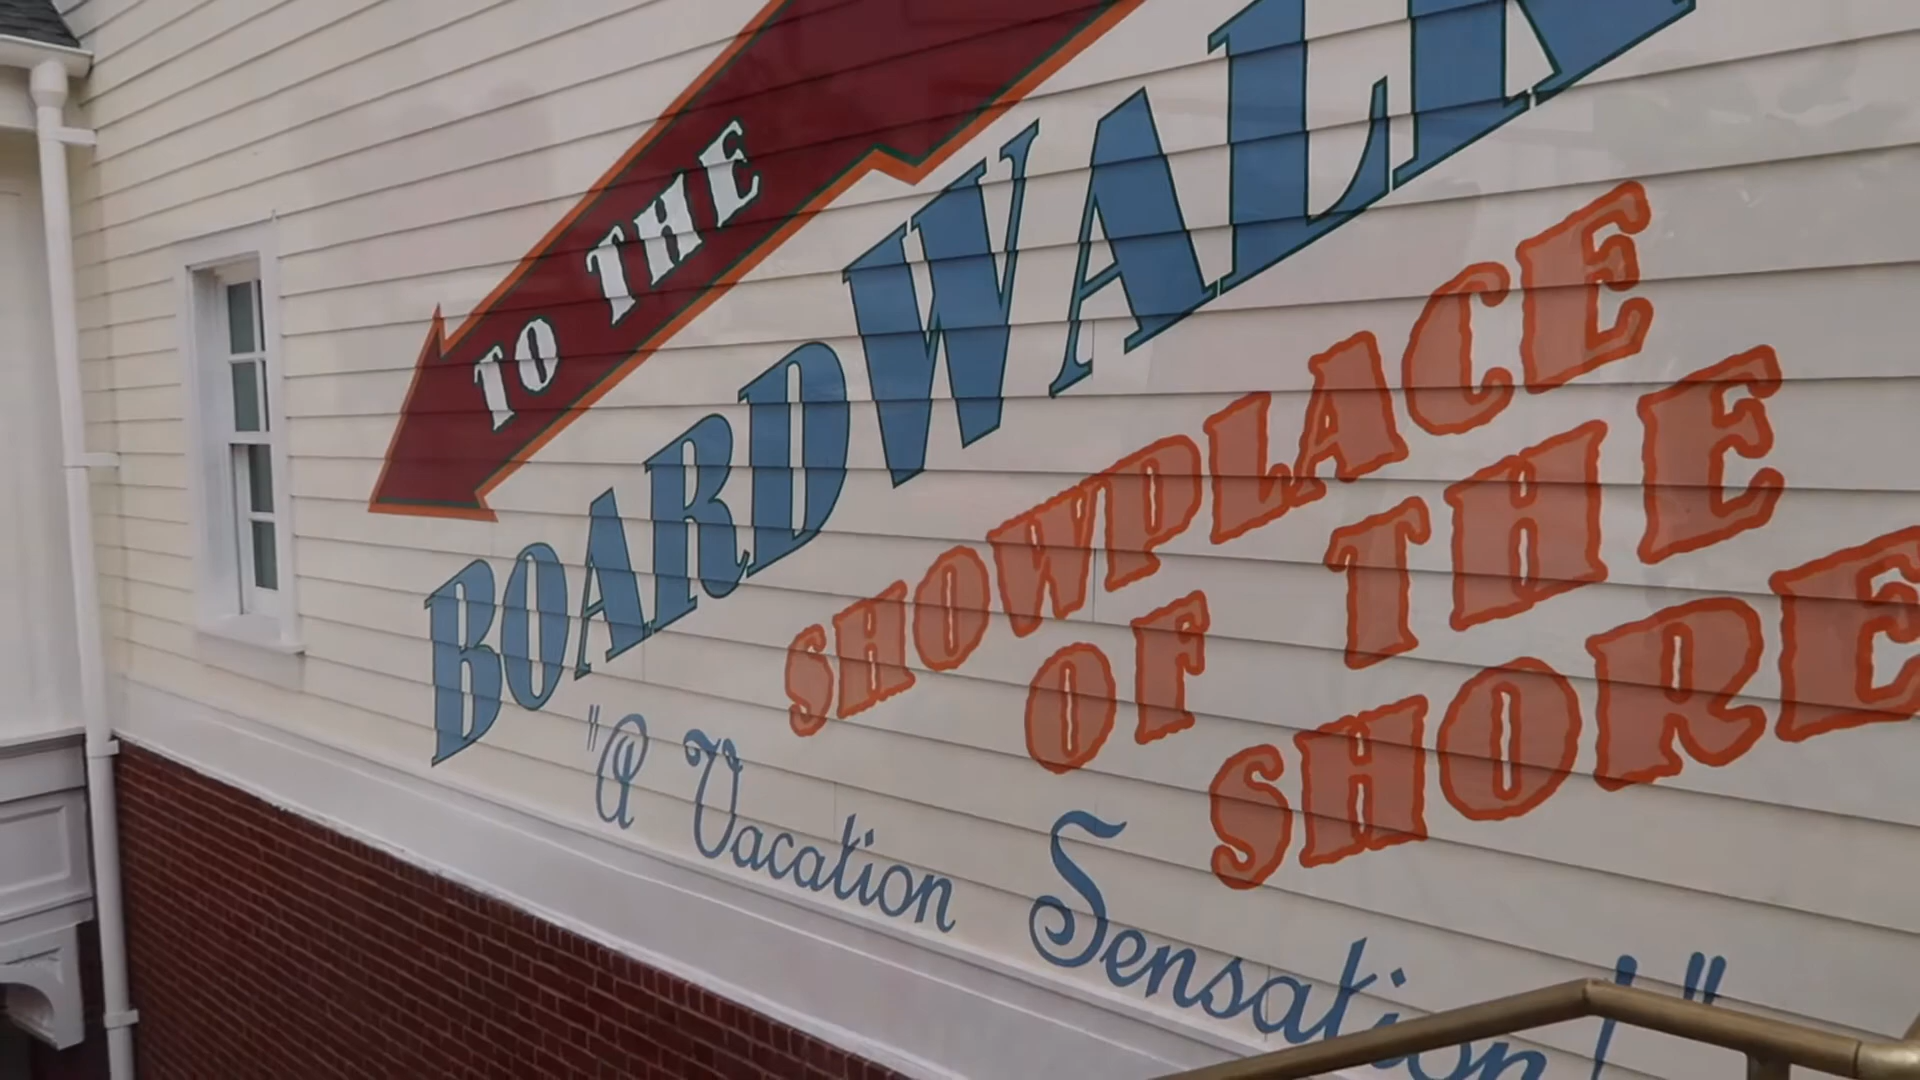 TO THE
BOARDWALK
SHOWPLACE
OF THE
SHORE
"A Vacation Sensation!"